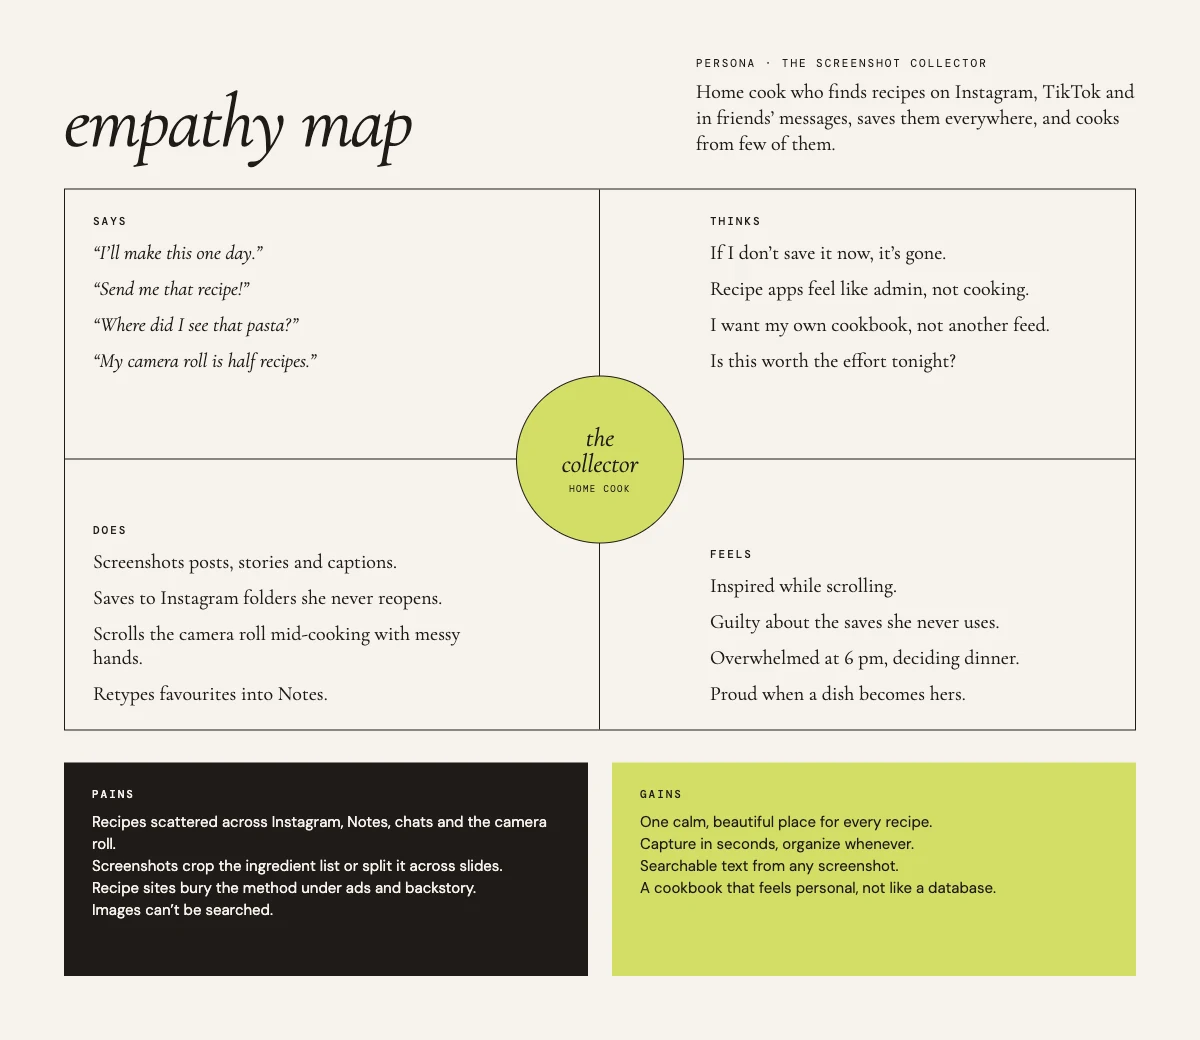 empathy map
PERSONA · THE SCREENSHOT COLLECTOR
Home cook who finds recipes on Instagram, TikTok and
in friends’ messages, saves them everywhere, and cooks
from few of them.
SAYS
“I’ll make this one day.”
“Send me that recipe!”
“Where did I see that pasta?”
“My camera roll is half recipes.”
THINKS
If I don’t save it now, it’s gone.
Recipe apps feel like admin, not cooking.
I want my own cookbook, not another feed.
Is this worth the effort tonight?
the
collector
HOME COOK
DOES
Screenshots posts, stories and captions.
Saves to Instagram folders she never reopens.
Scrolls the camera roll mid-cooking with messy
hands.
Retypes favourites into Notes.
FEELS
Inspired while scrolling.
Guilty about the saves she never uses.
Overwhelmed at 6 pm, deciding dinner.
Proud when a dish becomes hers.
PAINS
Recipes scattered across Instagram, Notes, chats and the camera
roll.
Screenshots crop the ingredient list or split it across slides.
Recipe sites bury the method under ads and backstory.
Images can’t be searched.
GAINS
One calm, beautiful place for every recipe.
Capture in seconds, organize whenever.
Searchable text from any screenshot.
A cookbook that feels personal, not like a database.